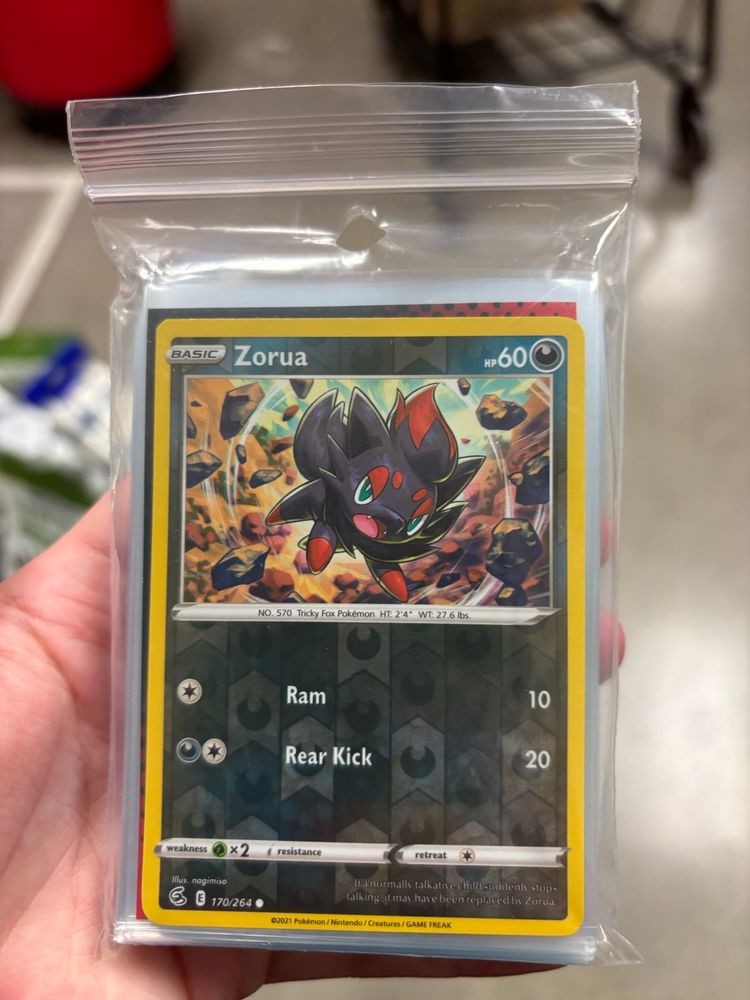 BASIC Zorua HP 60
NO. 570 Tricky Fox Pokémon HT: 2'4" WT: 27.6 lbs.
Ram 10
Rear Kick 20
weakness ×2 resistance retreat
Illus. nagimiso
If a normally talkative child suddenly stops
talking, it may have been replaced by Zorua.
E 170/264
©2021 Pokémon / Nintendo / Creatures / GAME FREAK